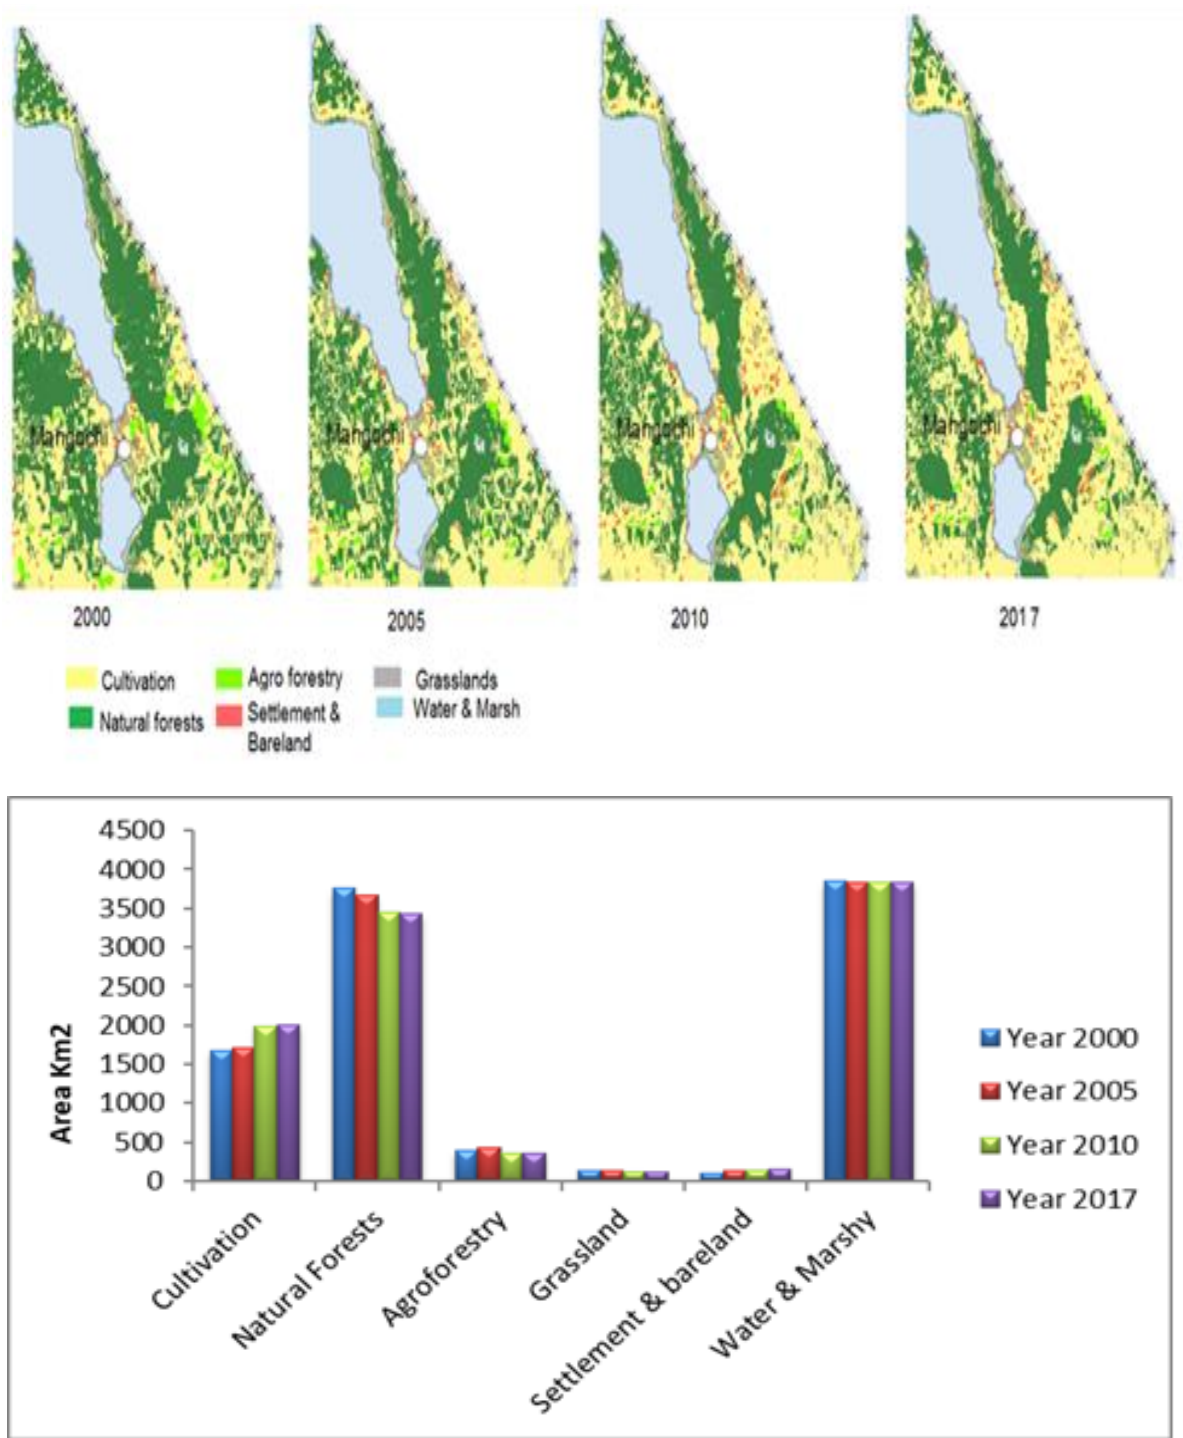 Mangochi
Mangochi
Mangochi
Mangochi
2000
2005
2010
2017
Cultivation
Agro forestry
Grasslands
Natural forests
Settlement &
Bareland
Water & Marsh
4500
4000
3500
3000
2500
2000
1500
1000
500
0
Area Km2
Cultivation
Natural Forests
Agroforestry
Grassland
Settlement & bareland
Water & Marshy
Year 2000
Year 2005
Year 2010
Year 2017